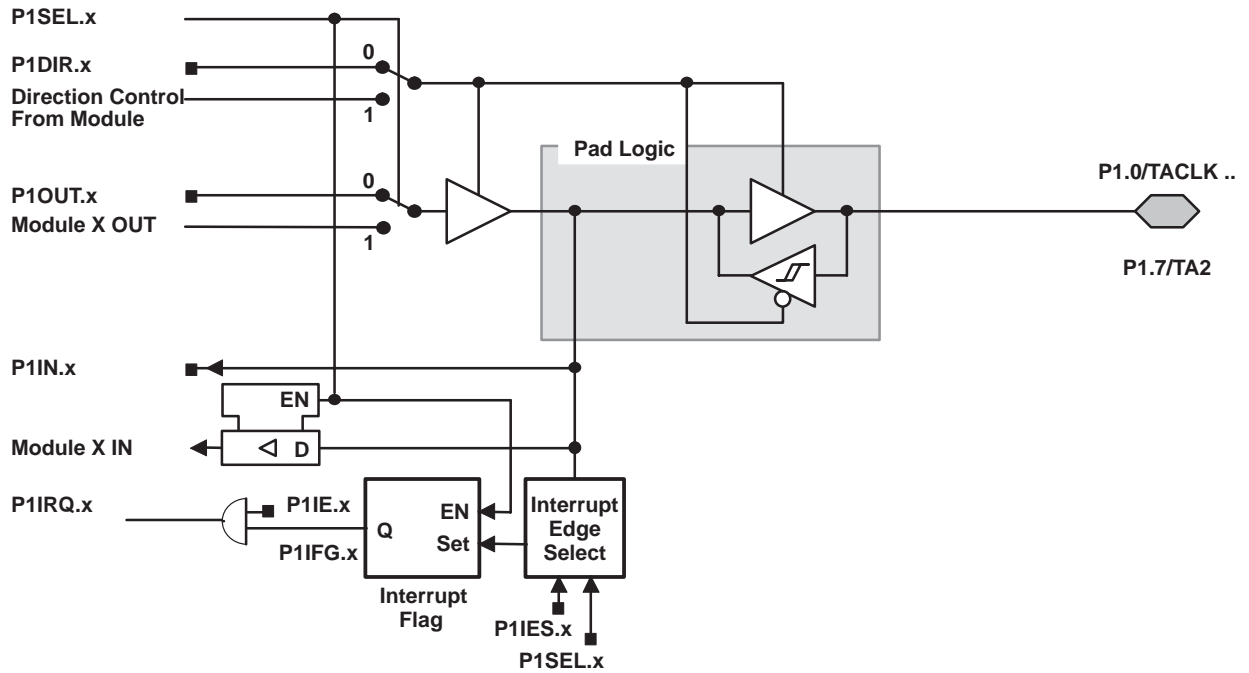 P1SEL.x
P1DIR.x
0
Direction Control
From Module
1
Pad Logic
P1.0/TACLK ..
P1OUT.x
0
Module X OUT
1
P1.7/TA2
P1IN.x
EN
Module X IN
D
P1IRQ.x
P1IE.x
P1IFG.x
Q
EN
Set
Interrupt
Edge
Select
Interrupt
Flag
P1IES.x
P1SEL.x